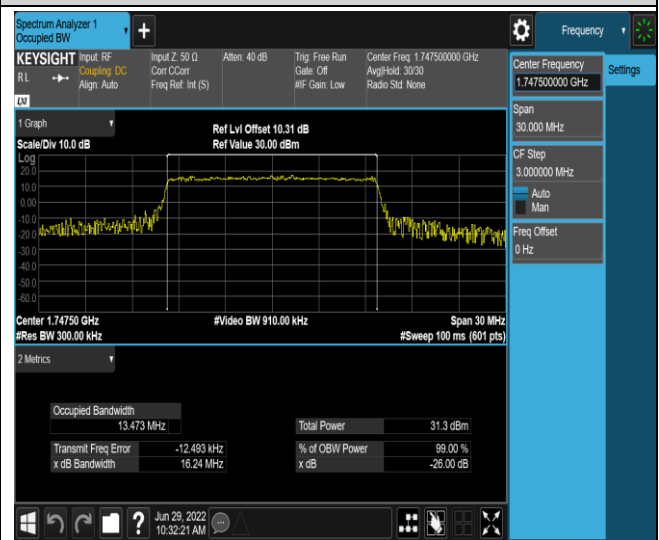 Spectrum Analyzer 1
Occupied BW
+
Frequency
KEYSIGHT
RL
Input: RF
Coupling: DC
Align: Auto
Input Z: 50 Ω
Corr CCorr
Freq Ref: Int (S)
Atten: 40 dB
Trig: Free Run
Gate: Off
#IF Gain: Low
Center Freq: 1.747500000 GHz
Avg|Hold: 30/30
Radio Std: None
LXI
Center Frequency
1.747500000 GHz
Settings
Span
30.000 MHz
CF Step
3.000000 MHz
Auto
Man
Freq Offset
0 Hz
1 Graph
Ref Lvl Offset 10.31 dB
Scale/Div 10.0 dB
Ref Value 30.00 dBm
Log
20.0
10.0
0.00
-10.0
-20.0
-30.0
-40.0
-50.0
-60.0
Center 1.74750 GHz
#Video BW 910.00 kHz
Span 30 MHz
#Res BW 300.00 kHz
#Sweep 100 ms (601 pts)
2 Metrics
Occupied Bandwidth
13.473 MHz
Total Power 31.3 dBm
Transmit Freq Error -12.493 kHz
% of OBW Power 99.00 %
x dB Bandwidth 16.24 MHz
x dB -26.00 dB
?
Jun 29, 2022
10:32:21 AM